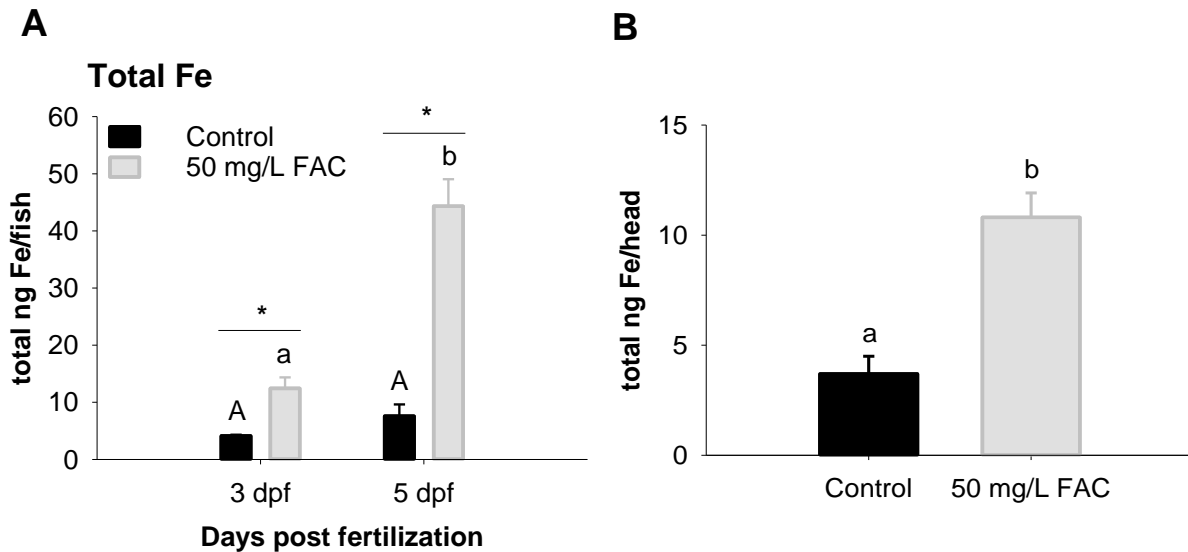 A
Total Fe
total ng Fe/fish
60
50
40
30
20
10
0
Control
50 mg/L FAC
*
A
a
*
A
b
3 dpf
5 dpf
Days post fertilization
B
total ng Fe/head
15
10
5
0
a
b
Control
50 mg/L FAC